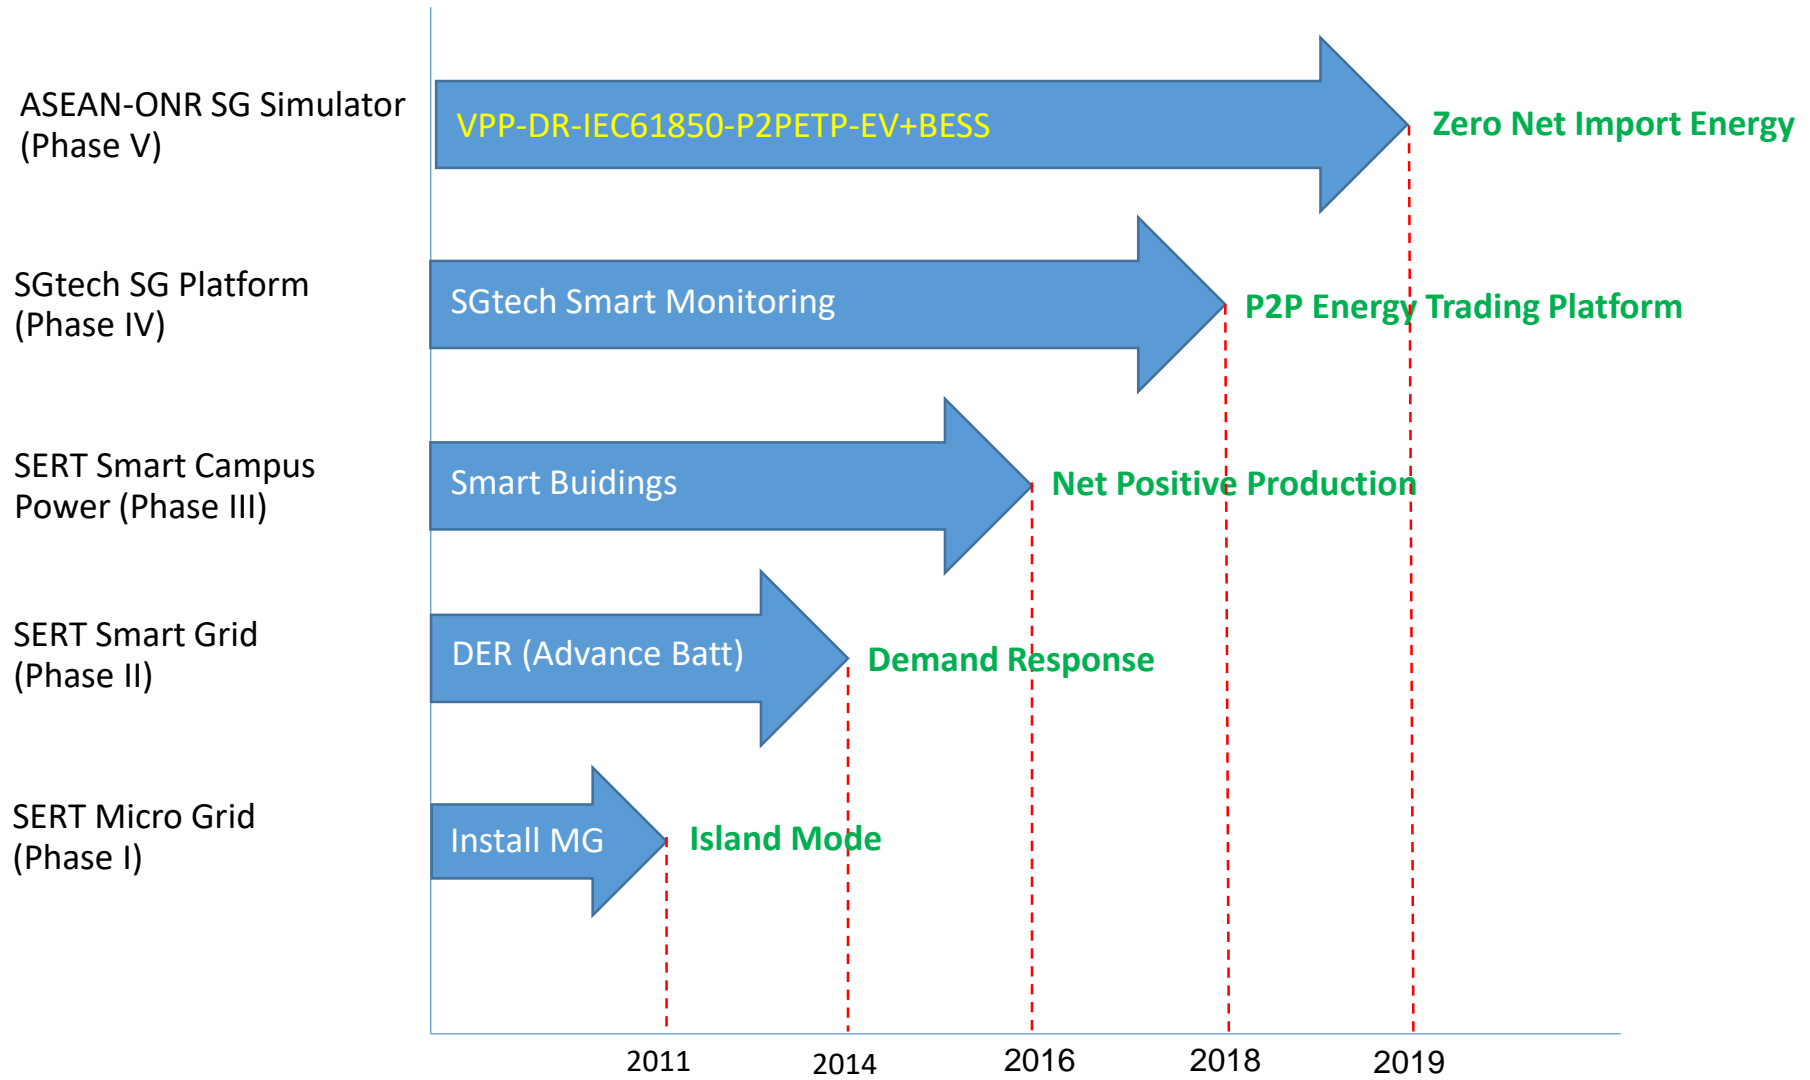 ASEAN-ONR SG Simulator
(Phase V)
VPP-DR-IEC61850-P2PETP-EV+BESS
Zero Net Import Energy
SGtech SG Platform
(Phase IV)
SGtech Smart Monitoring
P2P Energy Trading Platform
SERT Smart Campus
Power (Phase III)
Smart Buidings
Net Positive Production
SERT Smart Grid
(Phase II)
DER (Advance Batt)
Demand Response
SERT Micro Grid
(Phase I)
Install MG
Island Mode
2011
2014
2016
2018
2019